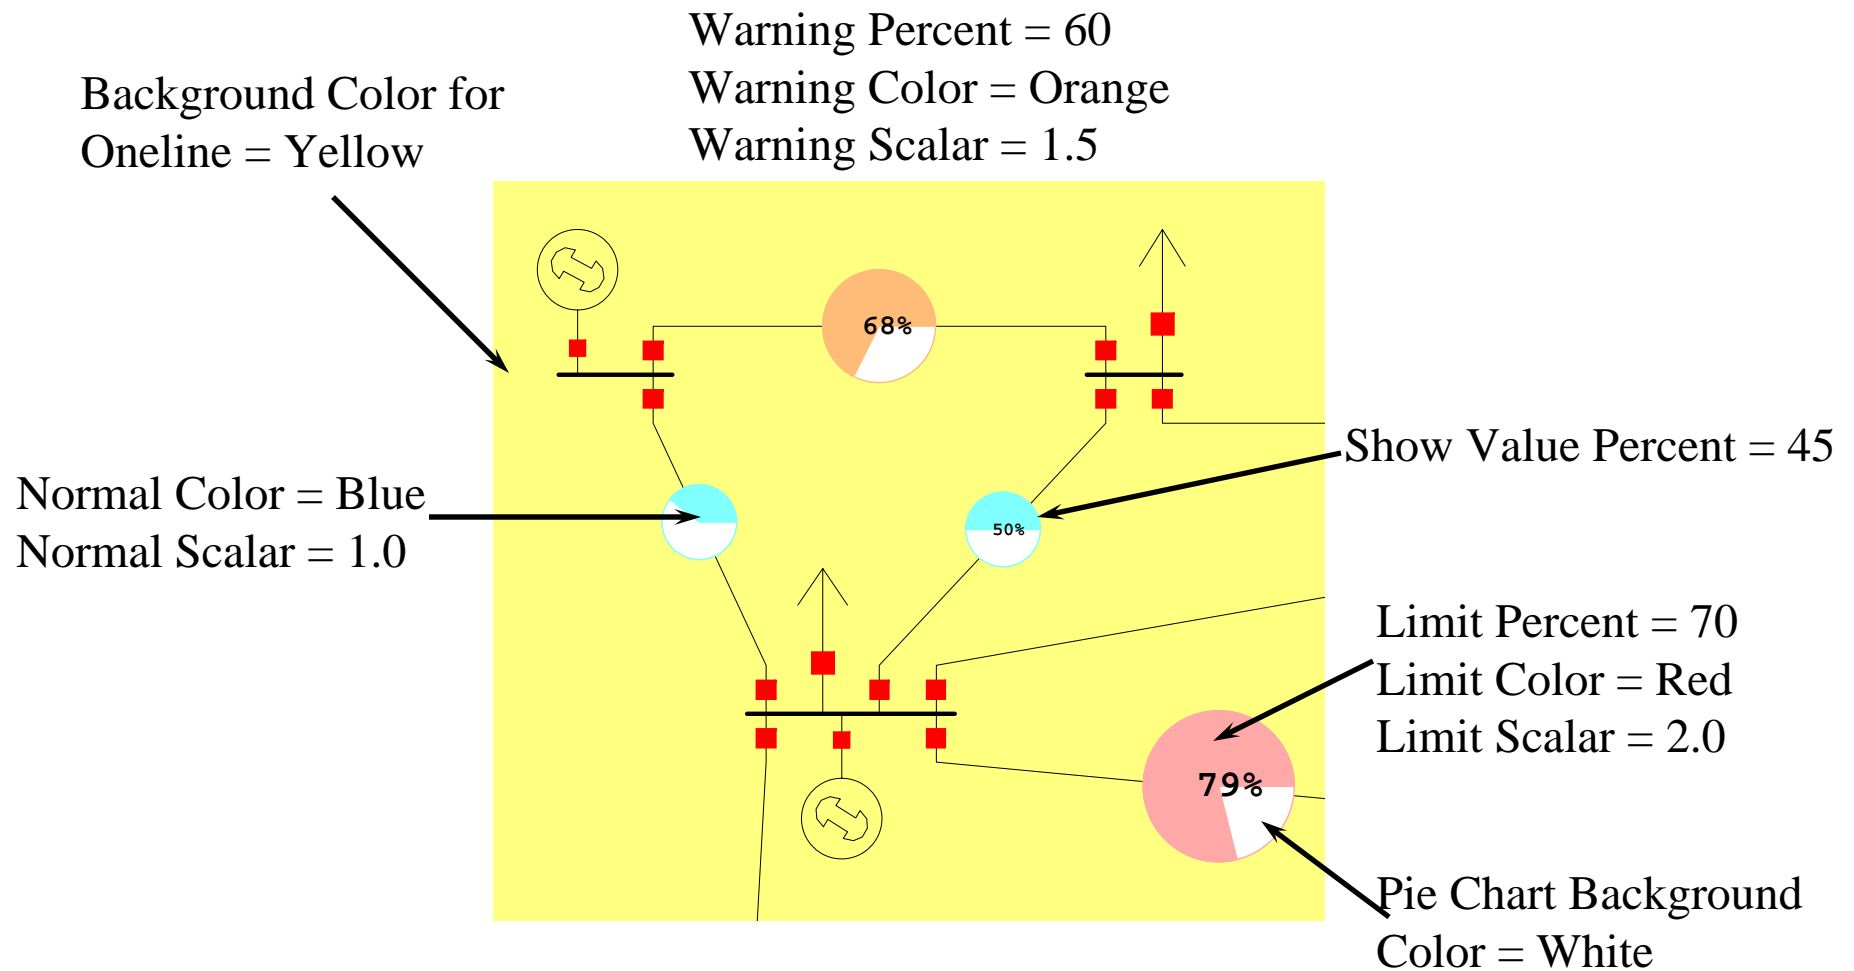 Warning Percent = 60
Warning Color = Orange
Warning Scalar = 1.5
Background Color for
Oneline = Yellow
68%
Show Value Percent = 45
Normal Color = Blue
Normal Scalar = 1.0
50%
Limit Percent = 70
Limit Color = Red
Limit Scalar = 2.0
79%
Pie Chart Background
Color = White